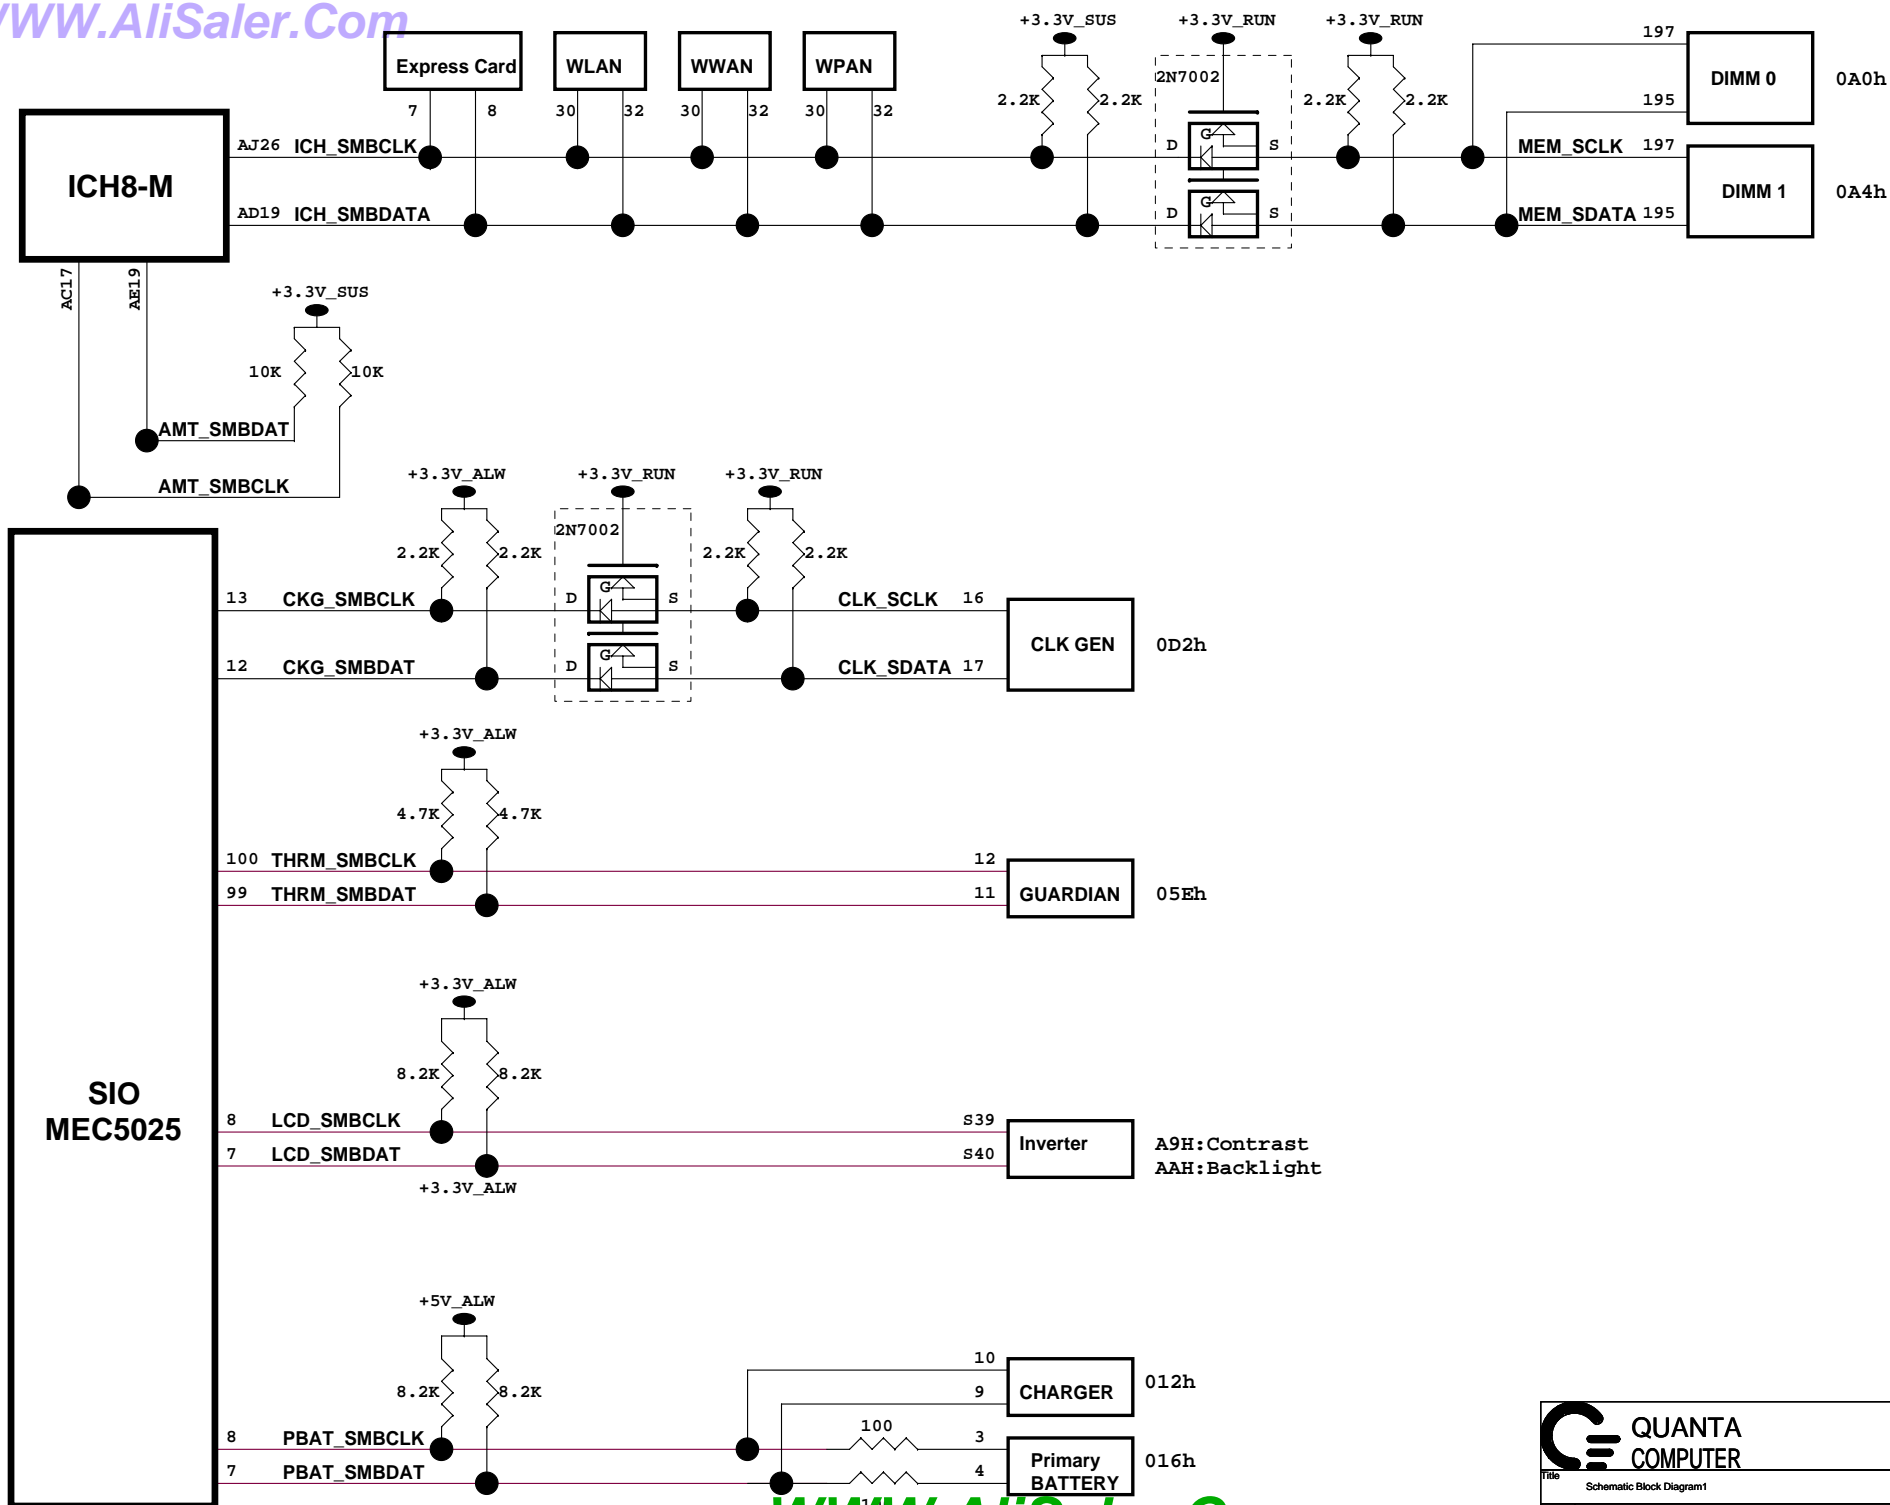 WWW.AliSaler.Com
+3.3V_SUS +3.3V_RUN +3.3V_RUN
Express Card WLAN WWAN WPAN
7 8 30 32 30 32 30 32
2N7002
2.2K 2.2K 2.2K 2.2K
197
195
DIMM 0 0A0h
ICH8-M
AJ26 ICH_SMBCLK
D G S
MEM_SCLK 197
AD19 ICH_SMBDATA
D G S
MEM_SDATA 195
DIMM 1 0A4h
AC17 AE19
+3.3V_SUS
10K 10K
AMT_SMBDAT
AMT_SMBCLK
+3.3V_ALW +3.3V_RUN +3.3V_RUN
2N7002
2.2K 2.2K 2.2K 2.2K
13 CKG_SMBCLK
D G S
CLK_SCLK 16
12 CKG_SMBDAT
D G S
CLK_SDATA 17
CLK GEN 0D2h
+3.3V_ALW
4.7K 4.7K
100 THRM_SMBCLK 12
99 THRM_SMBDAT 11
GUARDIAN 05Eh
+3.3V_ALW
8.2K 8.2K
SIO
MEC5025
8 LCD_SMBCLK S39
7 LCD_SMBDAT S40
Inverter
A9H:Contrast
AAH:Backlight
+3.3V_ALW
+5V_ALW
8.2K 8.2K
10
9
CHARGER 012h
8 PBAT_SMBCLK 100 3
7 PBAT_SMBDAT 4
Primary
BATTERY
016h
QUANTA
COMPUTER
Title
Schematic Block Diagram1